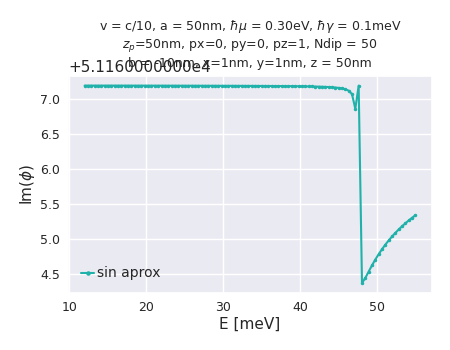 v = c/10, a = 50nm, ℏμ = 0.30eV, ℏγ = 0.1meV
zₚ=50nm, px=0, py=0, pz=1, Ndip = 50
b = -10nm, x=1nm, y=1nm, z = 50nm
+5.1160000000e4
7.0
6.5
6.0
5.5
5.0
4.5
Im(ϕ)
sin aprox
10 20 30 40 50
E [meV]